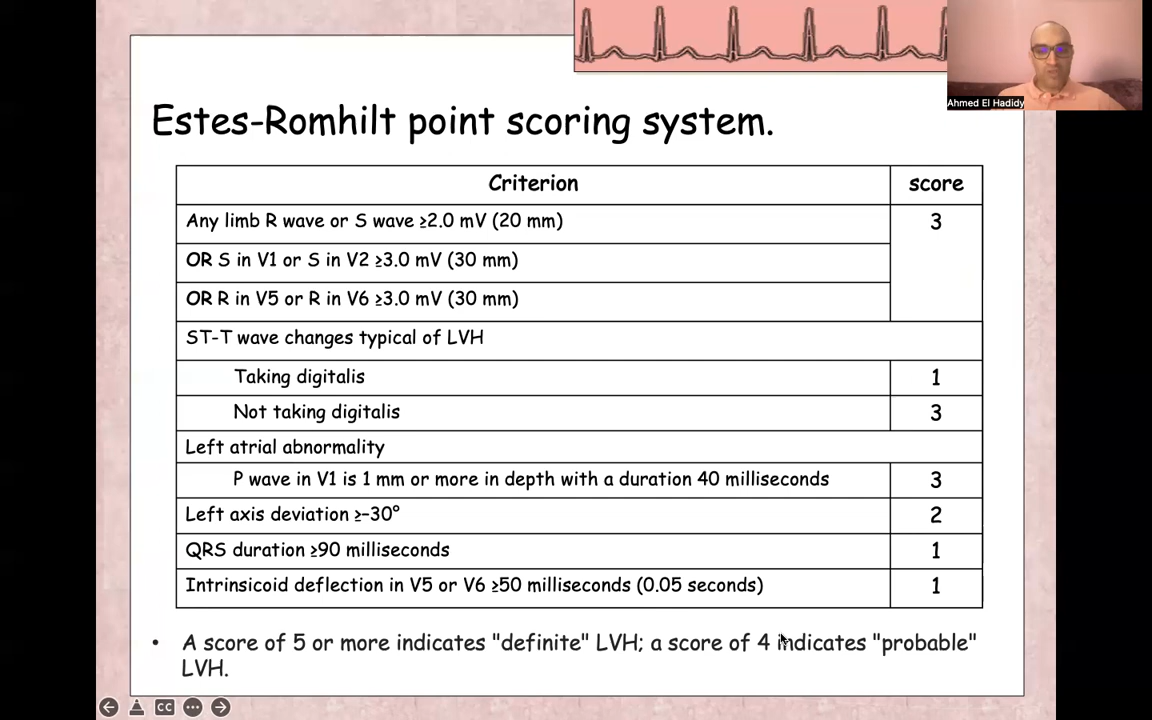 Ahmed El Hadidy
Estes-Romhilt point scoring system.
Criterion score
Any limb R wave or S wave ≥2.0 mV (20 mm) 3
OR S in V1 or S in V2 ≥3.0 mV (30 mm)
OR R in V5 or R in V6 ≥3.0 mV (30 mm)
ST-T wave changes typical of LVH
Taking digitalis 1
Not taking digitalis 3
Left atrial abnormality
P wave in V1 is 1 mm or more in depth with a duration 40 milliseconds 3
Left axis deviation ≥−30° 2
QRS duration ≥90 milliseconds 1
Intrinsicoid deflection in V5 or V6 ≥50 milliseconds (0.05 seconds) 1
• A score of 5 or more indicates "definite" LVH; a score of 4 indicates "probable"
LVH.
CC